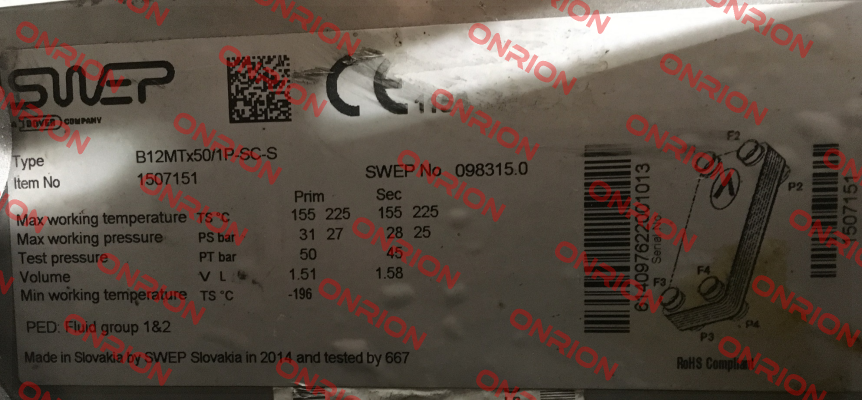 SWEP
A DOVER COMPANY
CE
Type B12MTx50/1P-SC-S
Item No 1507151
SWEP No 098315.0
Prim Sec
Max working temperature TS °C 155 225 155 225
Max working pressure PS bar 31 27 28 25
Test pressure PT bar 50 45
Volume V L 1.51 1.58
Min working temperature TS °C -196
PED: Fluid group 1&2
Made in Slovakia by SWEP Slovakia in 2014 and tested by 667
6140976222001013
Serial No
F2
P2
F4
F3
P4
P3
1507151
RoHS Compliant
ONRION